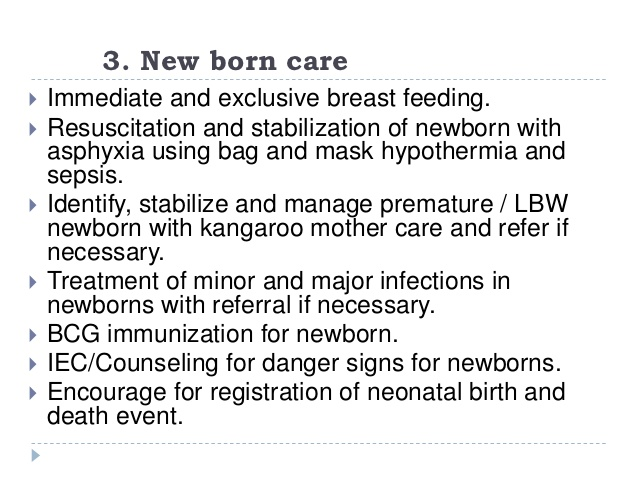 3. New born care
Immediate and exclusive breast feeding.
Resuscitation and stabilization of newborn with
asphyxia using bag and mask hypothermia and
sepsis.
Identify, stabilize and manage premature / LBW
newborn with kangaroo mother care and refer if
necessary.
Treatment of minor and major infections in
newborns with referral if necessary.
BCG immunization for newborn.
IEC/Counseling for danger signs for newborns.
Encourage for registration of neonatal birth and
death event.